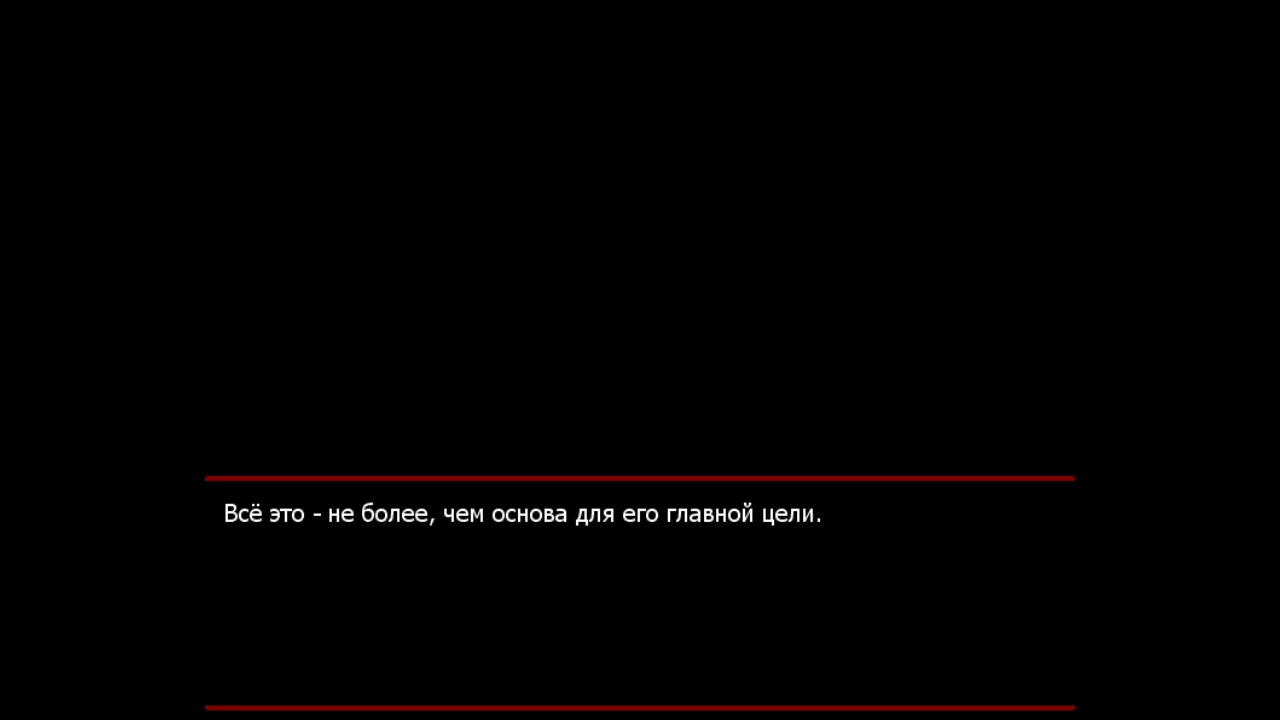 Всё это - не более, чем основа для его главной цели.